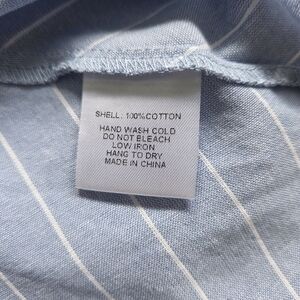 SHELL: 100%COTTON
HAND WASH COLD
DO NOT BLEACH
LOW IRON
HANG TO DRY
MADE IN CHINA